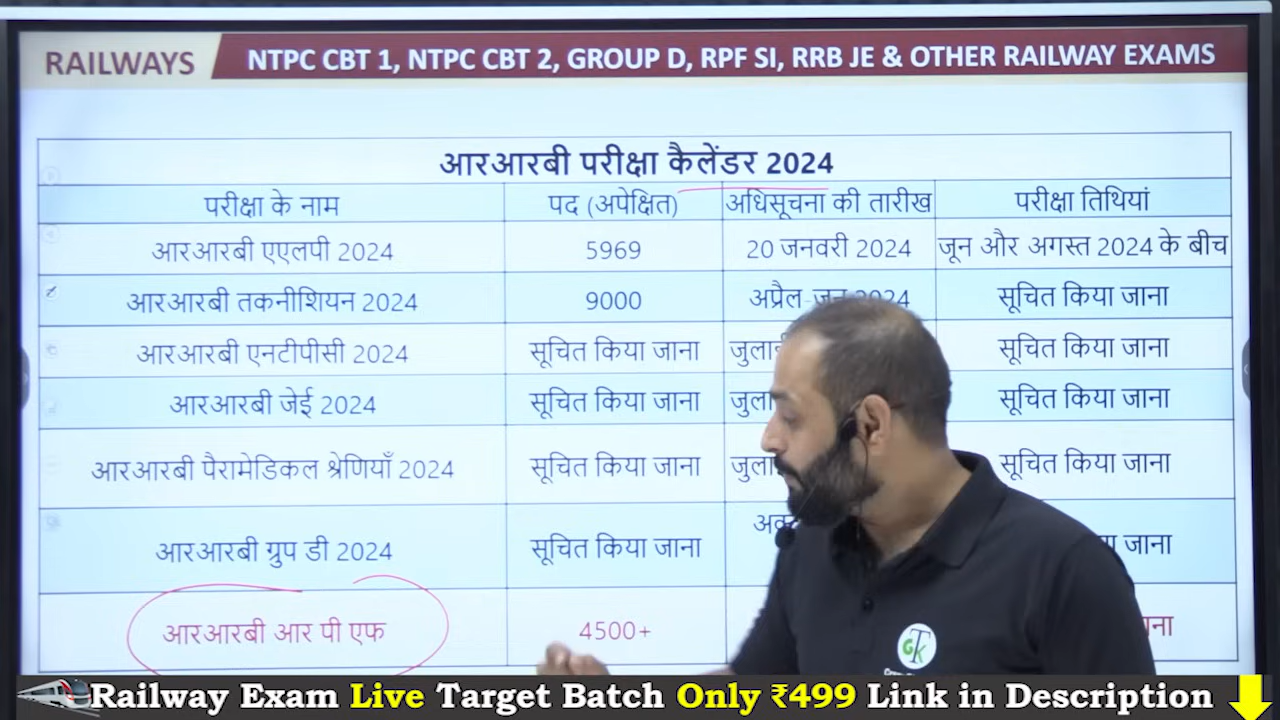 RAILWAYS
NTPC CBT 1, NTPC CBT 2, GROUP D, RPF SI, RRB JE & OTHER RAILWAY EXAMS
आरआरबी परीक्षा कैलेंडर 2024
परीक्षा के नाम पद (अपेक्षित) अधिसूचना की तारीख परीक्षा तिथियां
आरआरबी एएलपी 2024 5969 20 जनवरी 2024 जून और अगस्त 2024 के बीच
आरआरबी तकनीशियन 2024 9000 अप्रैल-जून 2024 सूचित किया जाना
आरआरबी एनटीपीसी 2024 सूचित किया जाना सूचित किया जाना
आरआरबी जेई 2024 सूचित किया जाना सूचित किया जाना
आरआरबी पैरामेडिकल श्रेणियाँ 2024 सूचित किया जाना सूचित किया जाना
आरआरबी ग्रुप डी 2024 सूचित किया जाना जाना
आरआरबी आर पी एफ 4500+
GTK
Railway Exam Live Target Batch Only ₹499 Link in Description